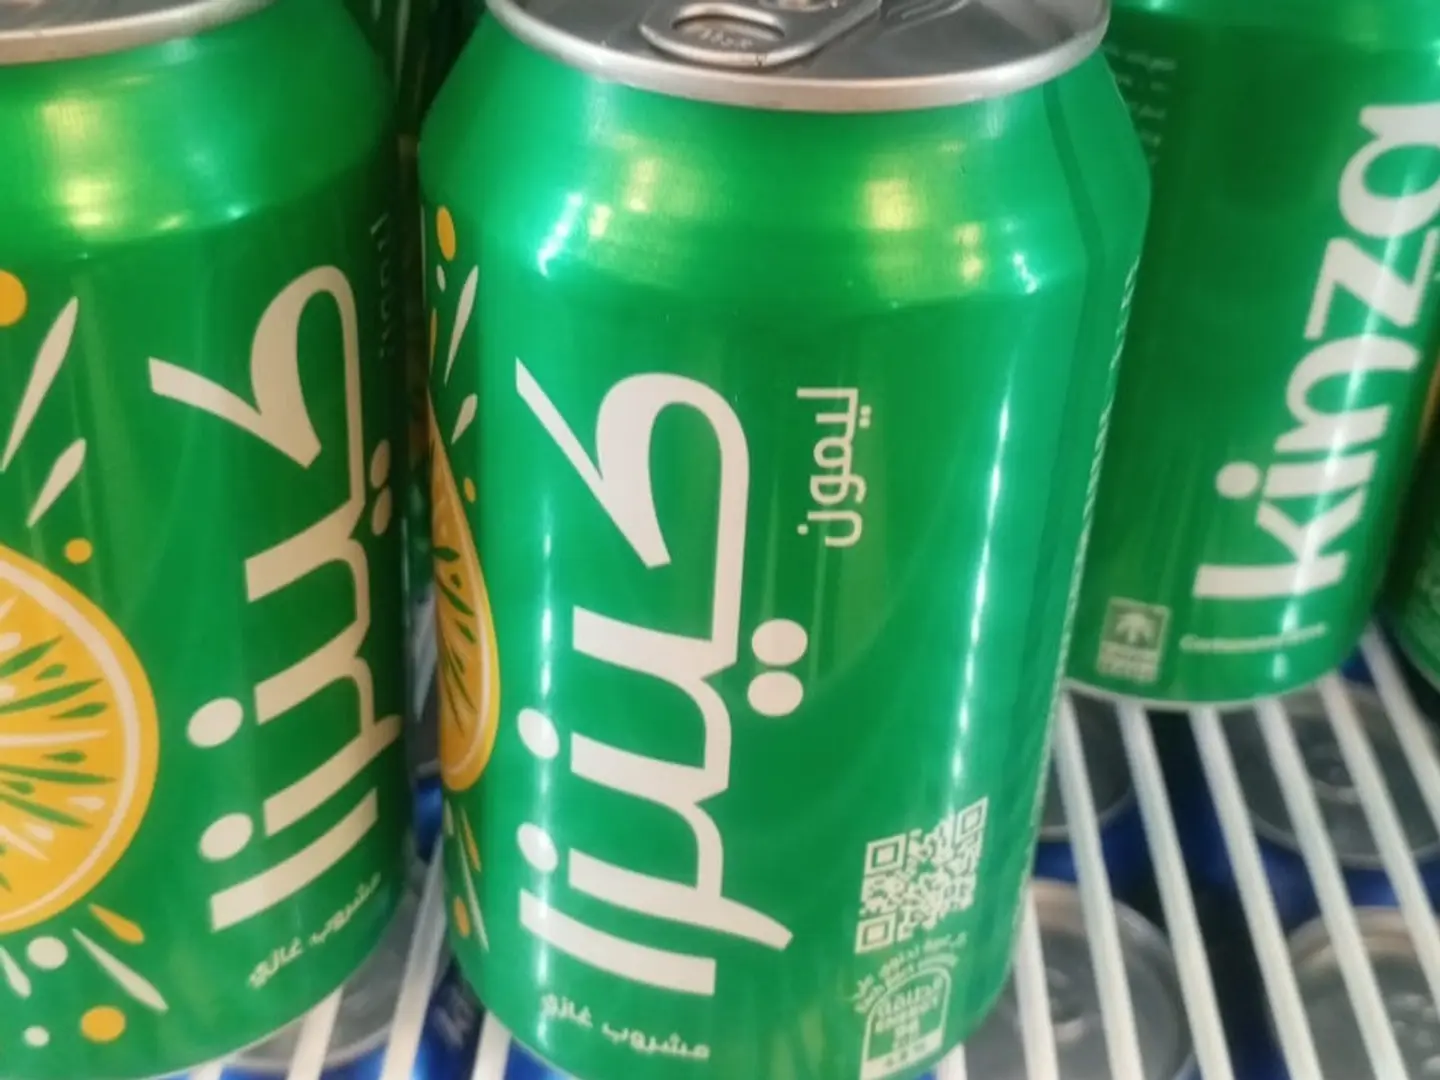 كينزا
مشروب غازي
كينزا
ليمون
مشروب غازي
kinza